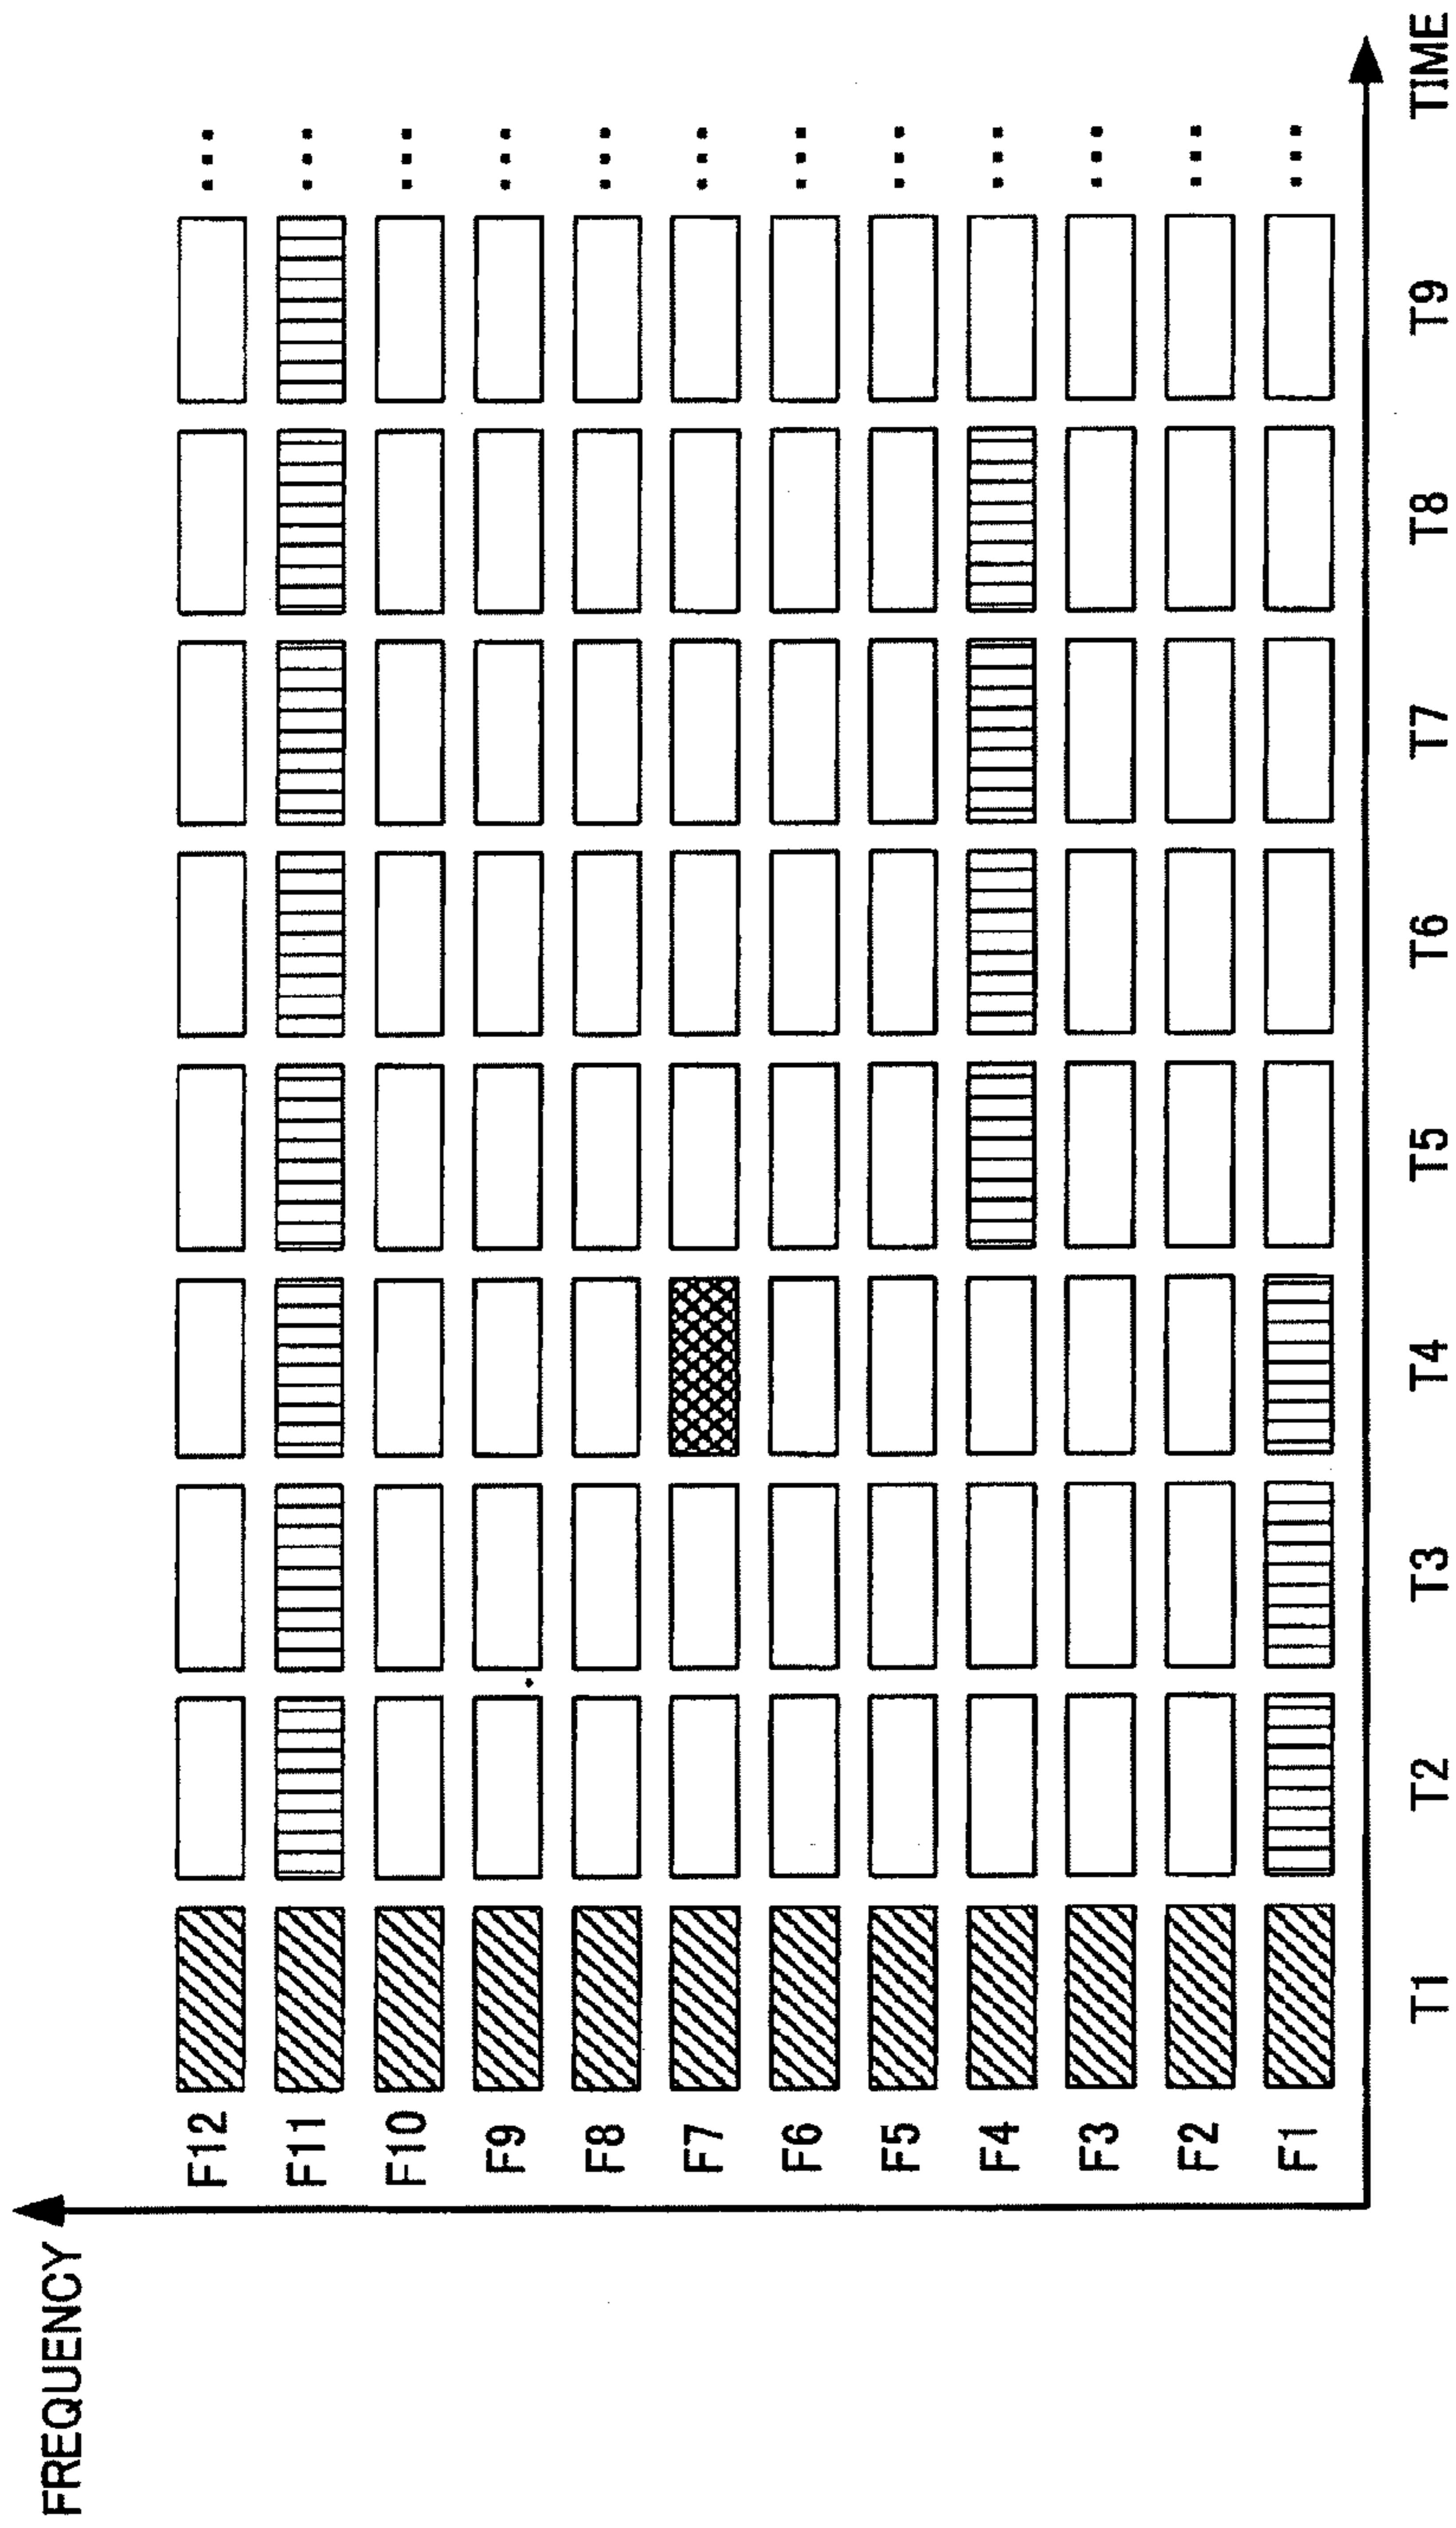 FREQUENCY
F12
F11
F10
F9
F8
F7
F6
F5
F4
F3
F2
F1
T1 T2 T3 T4 T5 T6 T7 T8 T9 TIME